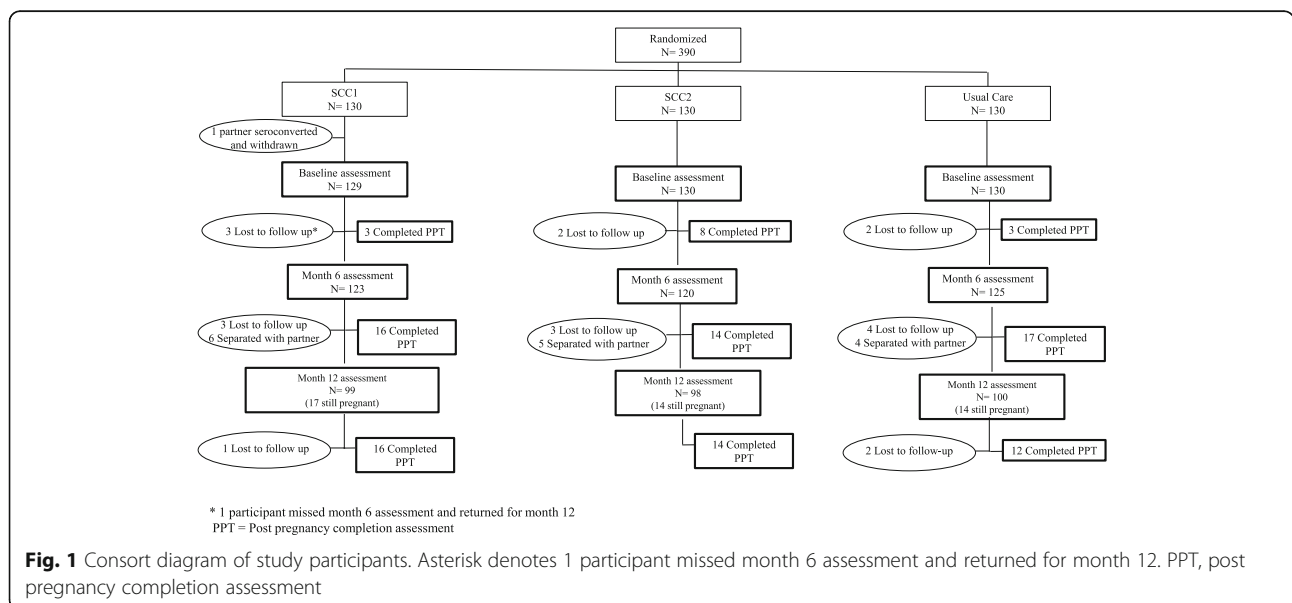 Randomized
N= 390
SCC1
N= 130
SCC2
N= 130
Usual Care
N= 130
1 partner seroconverted
and withdrawn
Baseline assessment
N= 129
Baseline assessment
N= 130
Baseline assessment
N= 130
3 Lost to follow up*
3 Completed PPT
2 Lost to follow up
8 Completed PPT
2 Lost to follow up
3 Completed PPT
Month 6 assessment
N= 123
Month 6 assessment
N= 120
Month 6 assessment
N= 125
3 Lost to follow up
6 Separated with partner
16 Completed
PPT
3 Lost to follow up
5 Separated with partner
14 Completed
PPT
4 Lost to follow up
4 Separated with partner
17 Completed
PPT
Month 12 assessment
N= 99
(17 still pregnant)
Month 12 assessment
N= 98
(14 still pregnant)
Month 12 assessment
N= 100
(14 still pregnant)
1 Lost to follow up
16 Completed
PPT
14 Completed
PPT
2 Lost to follow-up
12 Completed PPT
* 1 participant missed month 6 assessment and returned for month 12
PPT = Post pregnancy completion assessment
Fig. 1 Consort diagram of study participants. Asterisk denotes 1 participant missed month 6 assessment and returned for month 12. PPT, post
pregnancy completion assessment